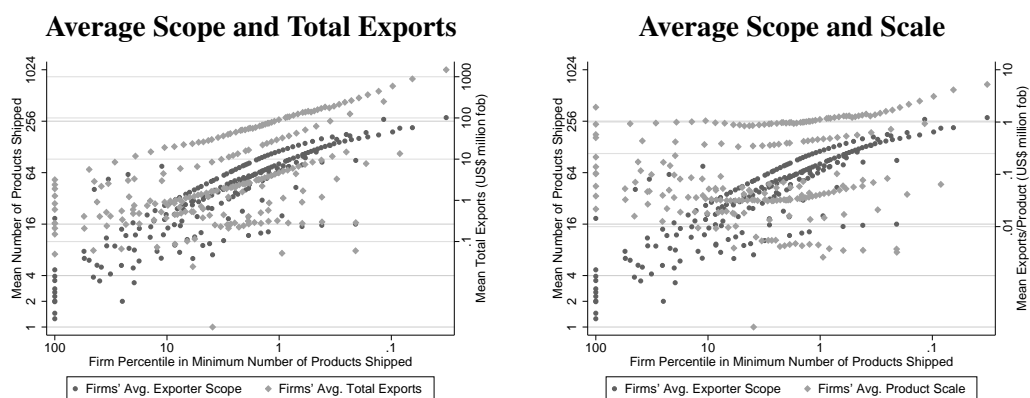 Average Scope and Total Exports
Mean Number of Products Shipped
1024
256
64
16
4
2
1
1000
100
10
1
.1
Mean Total Exports (US$ million fob)
100
10
1
.1
Firm Percentile in Minimum Number of Products Shipped
Firms' Avg. Exporter Scope
Firms' Avg. Total Exports
Average Scope and Scale
Mean Number of Products Shipped
1024
256
64
16
4
2
1
10
1
.1
.01
Mean Exports/Product (US$ million fob)
100
10
1
.1
Firm Percentile in Minimum Number of Products Shipped
Firms' Avg. Exporter Scope
Firms' Avg. Product Scale